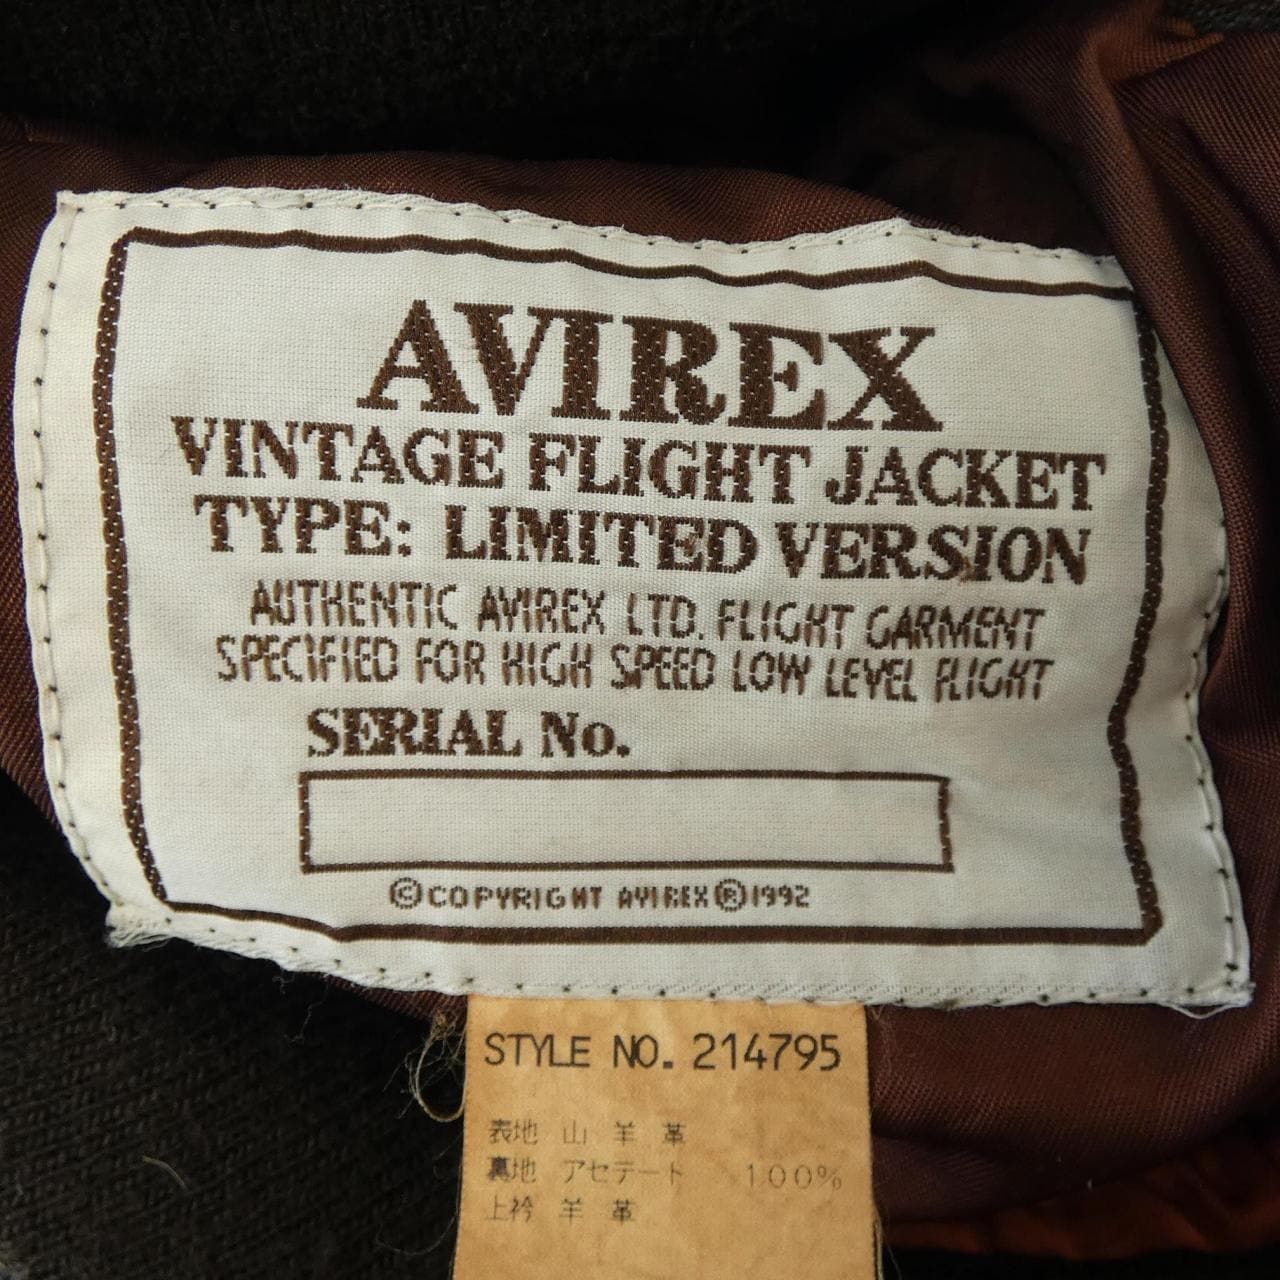 AVIREX
VINTAGE FLIGHT JACKET
TYPE: LIMITED VERSION
AUTHENTIC AVIREX LTD. FLIGHT GARMENT
SPECIFIED FOR HIGH SPEED LOW LEVEL FLIGHT
SERIAL No.
©COPYRIGHT AVIREX®1992
STYLE NO. 214795
表地 山羊革
裏地 アセテート 100%
上衿 羊革